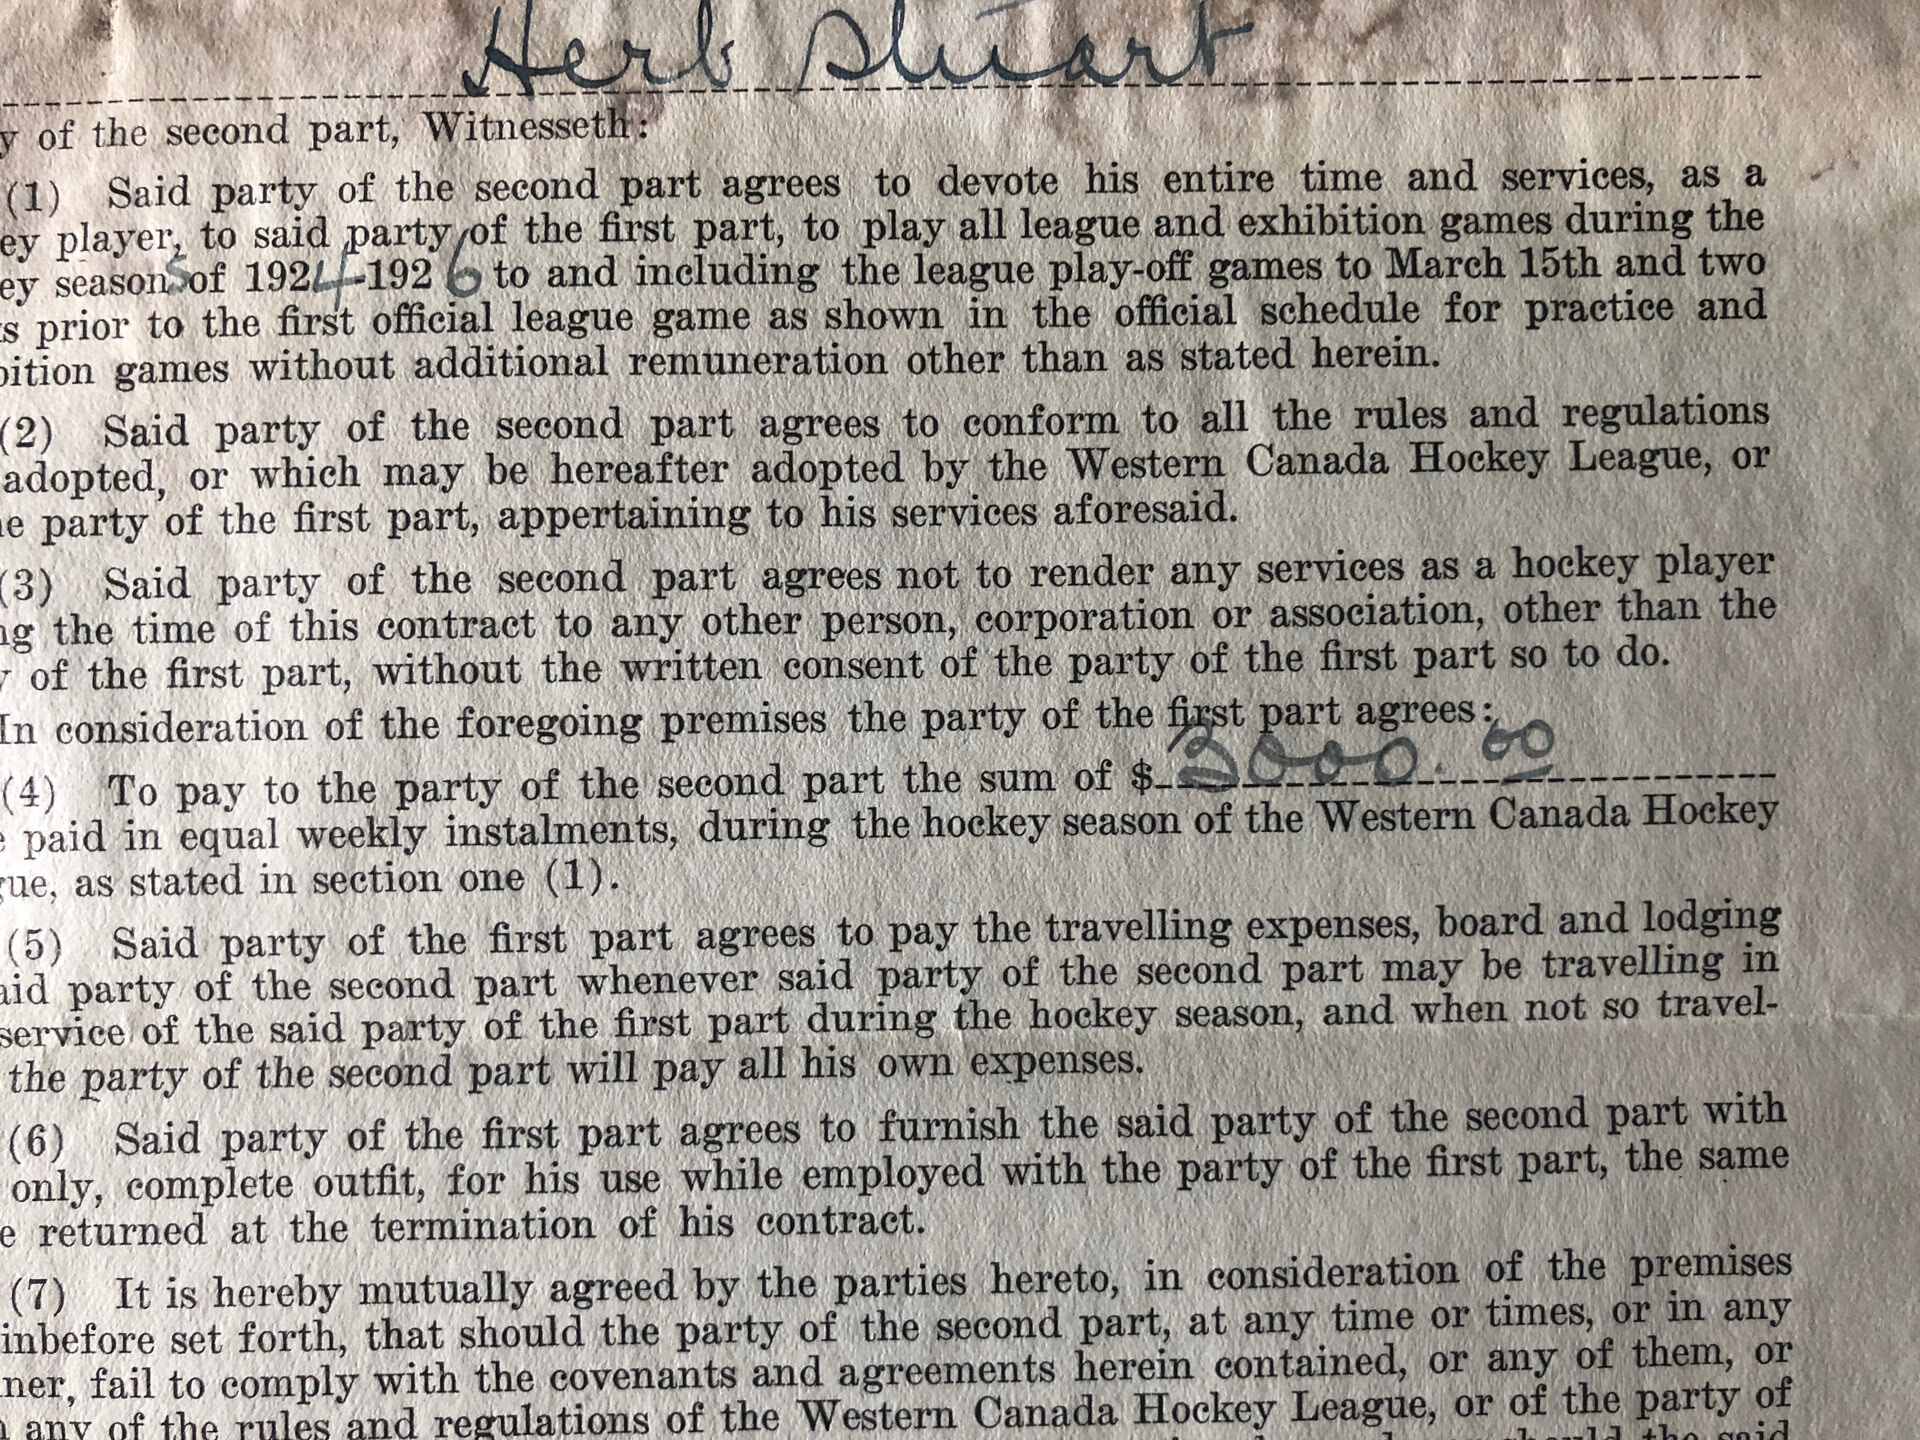 Herb Stuart
y of the second part, Witnesseth:
(1) Said party of the second part agrees to devote his entire time and services, as a
ey player, to said party of the first part, to play all league and exhibition games during the
ey seasons of 1924-1926 to and including the league play-off games to March 15th and two
s prior to the first official league game as shown in the official schedule for practice and
bition games without additional remuneration other than as stated herein.
(2) Said party of the second part agrees to conform to all the rules and regulations
adopted, or which may be hereafter adopted by the Western Canada Hockey League, or
e party of the first part, appertaining to his services aforesaid.
(3) Said party of the second part agrees not to render any services as a hockey player
ng the time of this contract to any other person, corporation or association, other than the
y of the first part, without the written consent of the party of the first part so to do.
In consideration of the foregoing premises the party of the first part agrees:
(4) To pay to the party of the second part the sum of $3000.00
e paid in equal weekly instalments, during the hockey season of the Western Canada Hockey
gue, as stated in section one (1).
(5) Said party of the first part agrees to pay the travelling expenses, board and lodging
aid party of the second part whenever said party of the second part may be travelling in
service of the said party of the first part during the hockey season, and when not so travel-
the party of the second part will pay all his own expenses.
(6) Said party of the first part agrees to furnish the said party of the second part with
only, complete outfit, for his use while employed with the party of the first part, the same
e returned at the termination of his contract.
(7) It is hereby mutually agreed by the parties hereto, in consideration of the premises
inbefore set forth, that should the party of the second part, at any time or times, or in any
ner, fail to comply with the covenants and agreements herein contained, or any of them, or
any of the rules and regulations of the Western Canada Hockey League, or of the party of
should the said